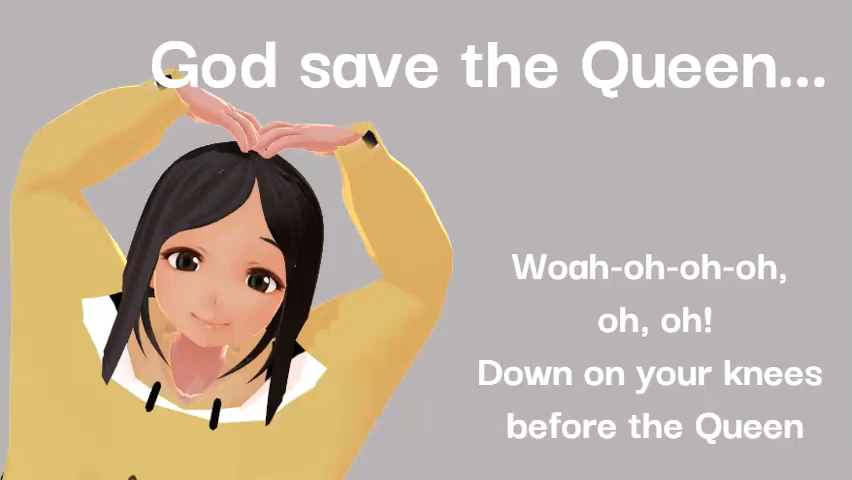 God save the Queen...
Woah-oh-oh-oh,
oh, oh!
Down on your knees
before the Queen